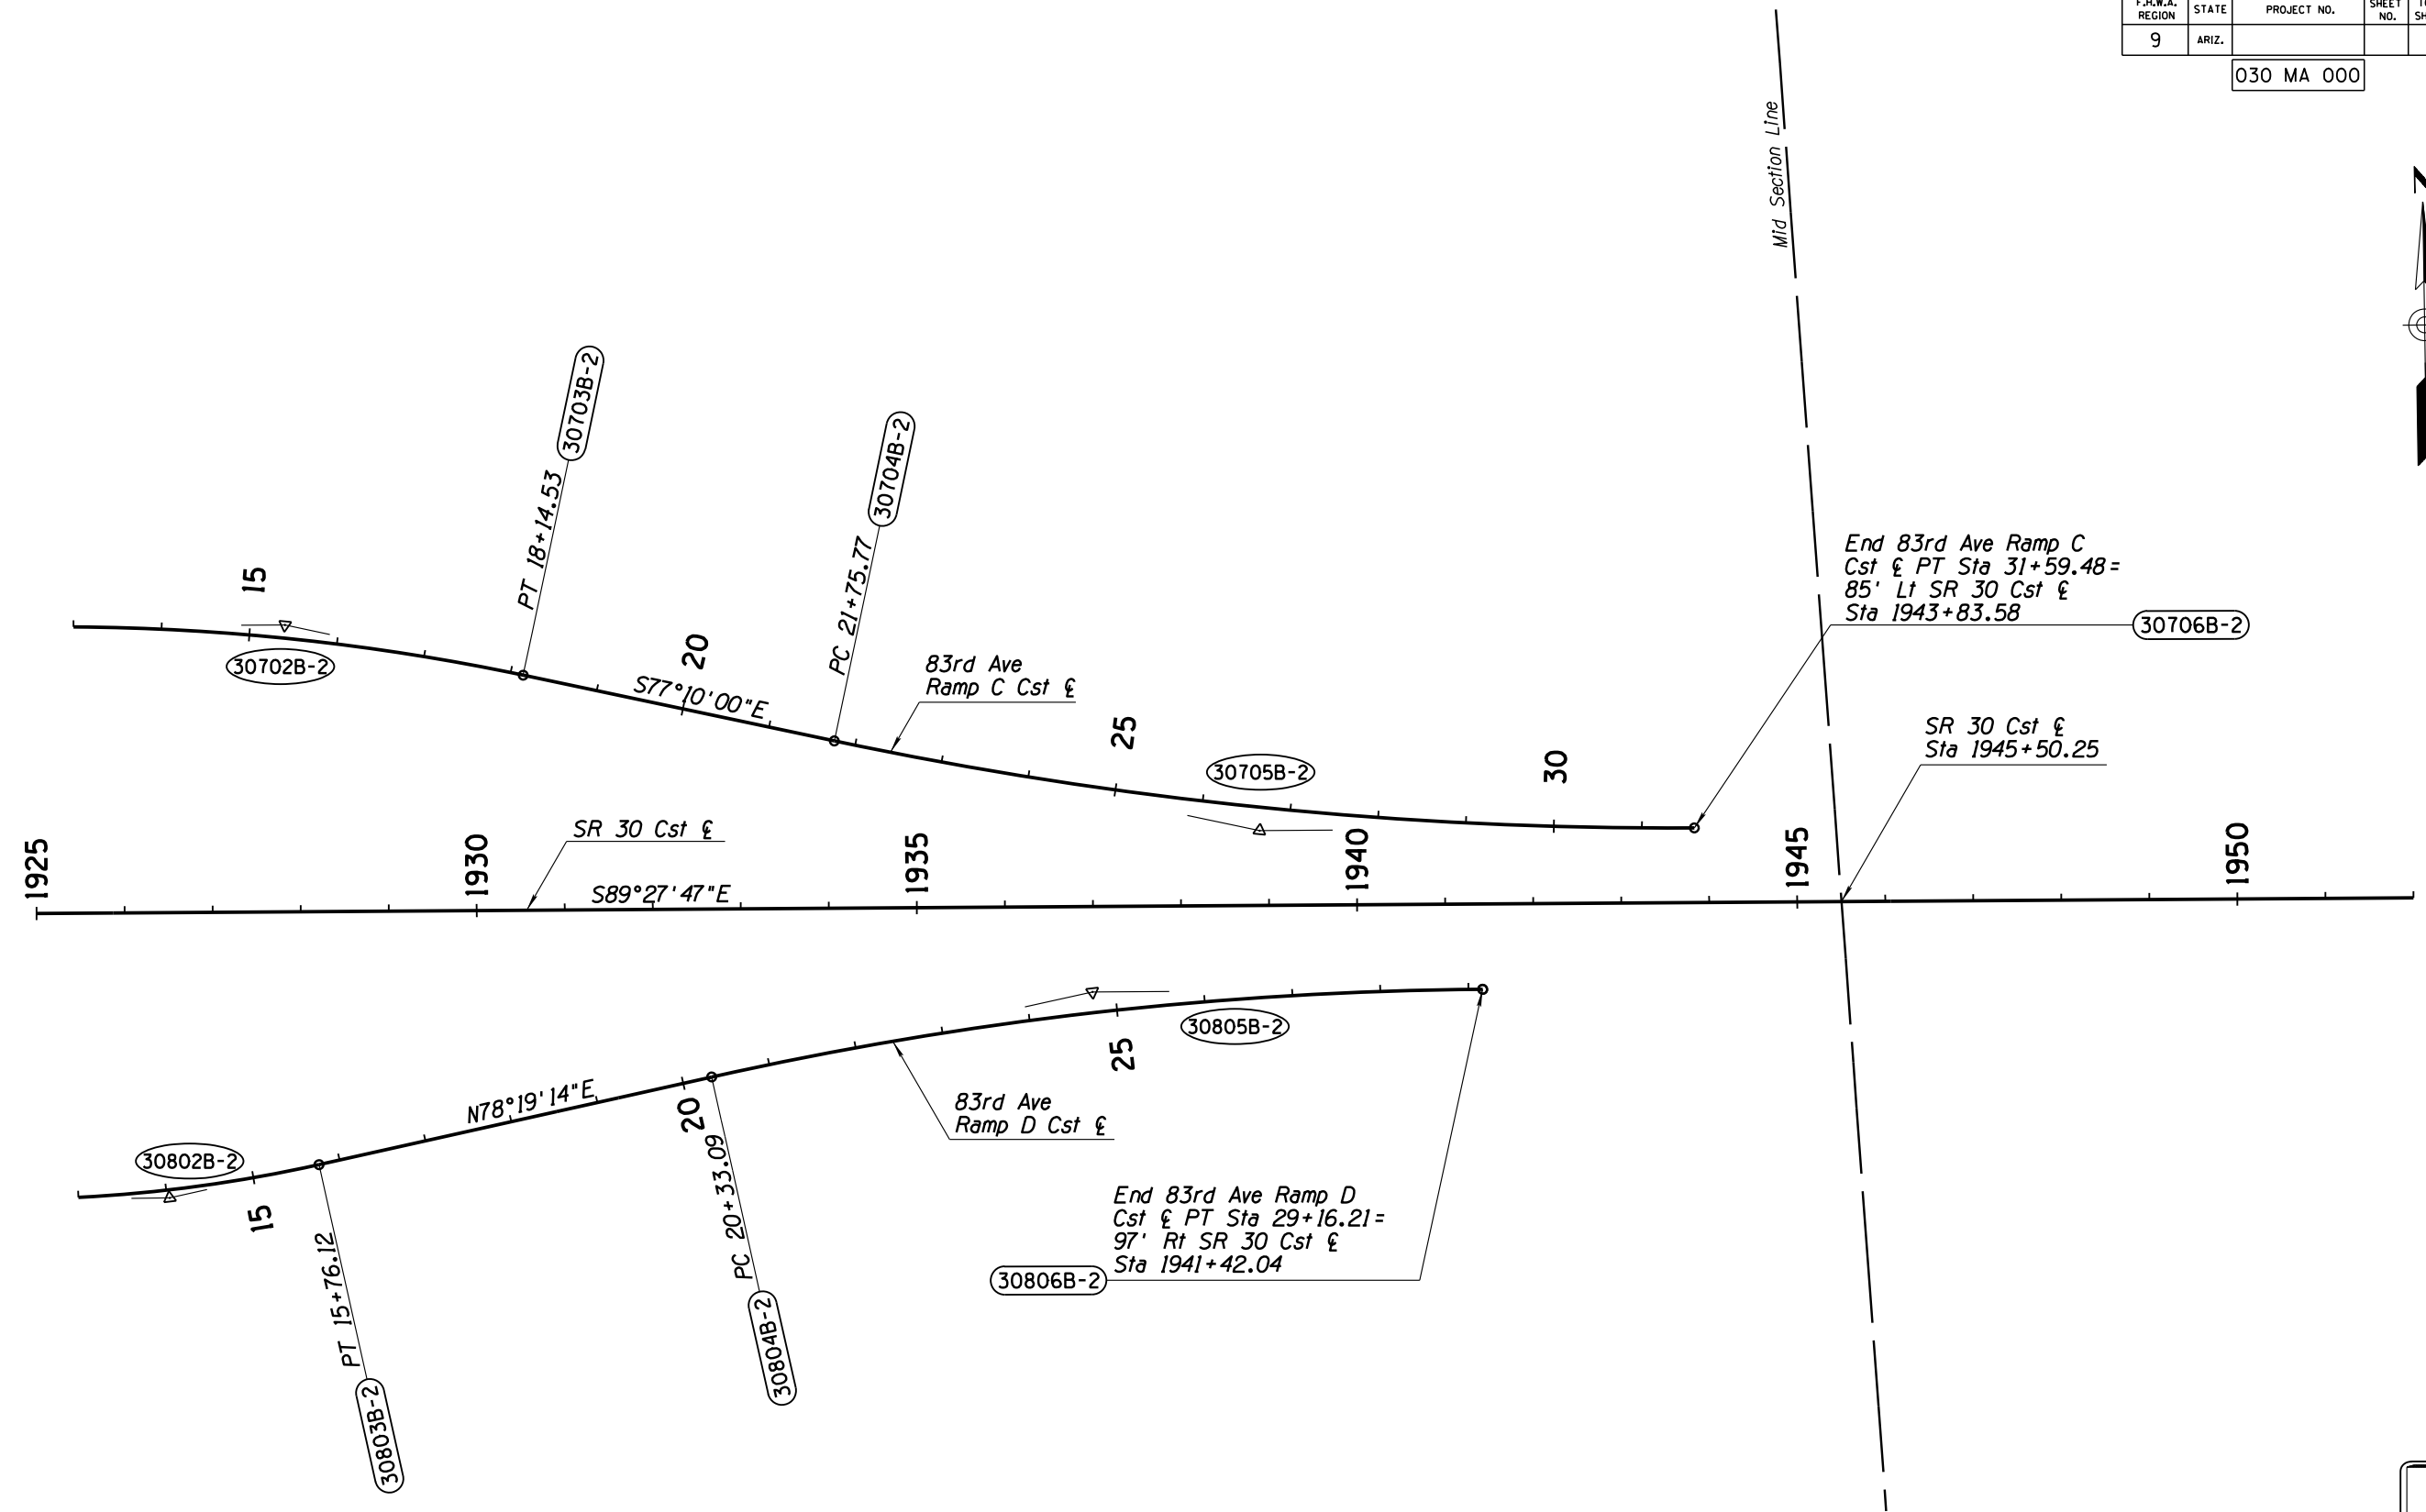 F.H.W.A. REGION
STATE
PROJECT NO.
SHEET NO.
9
ARIZ.
030 MA 000
Mid Section Line
30703B-2
PT 18+14.53
30704B-2
PC 21+75.77
15
30702B-2
S77°10'00"E
20
83rd Ave
Ramp C Cst ℄
25
30705B-2
30
End 83rd Ave Ramp C
Cst ℄ PT Sta 31+59.48=
85' Lt SR 30 Cst ℄
Sta 1943+83.58
30706B-2
SR 30 Cst ℄
Sta 1945+50.25
SR 30 Cst ℄
S89°27'47"E
1925
1930
1935
1940
1945
1950
30802B-2
15
N78°19'14"E
20
25
30805B-2
83rd Ave
Ramp D Cst ℄
PT 15+76.12
30803B-2
PC 20+33.09
30804B-2
End 83rd Ave Ramp D
Cst ℄ PT Sta 29+16.21=
97' Rt SR 30 Cst ℄
Sta 1941+42.04
30806B-2